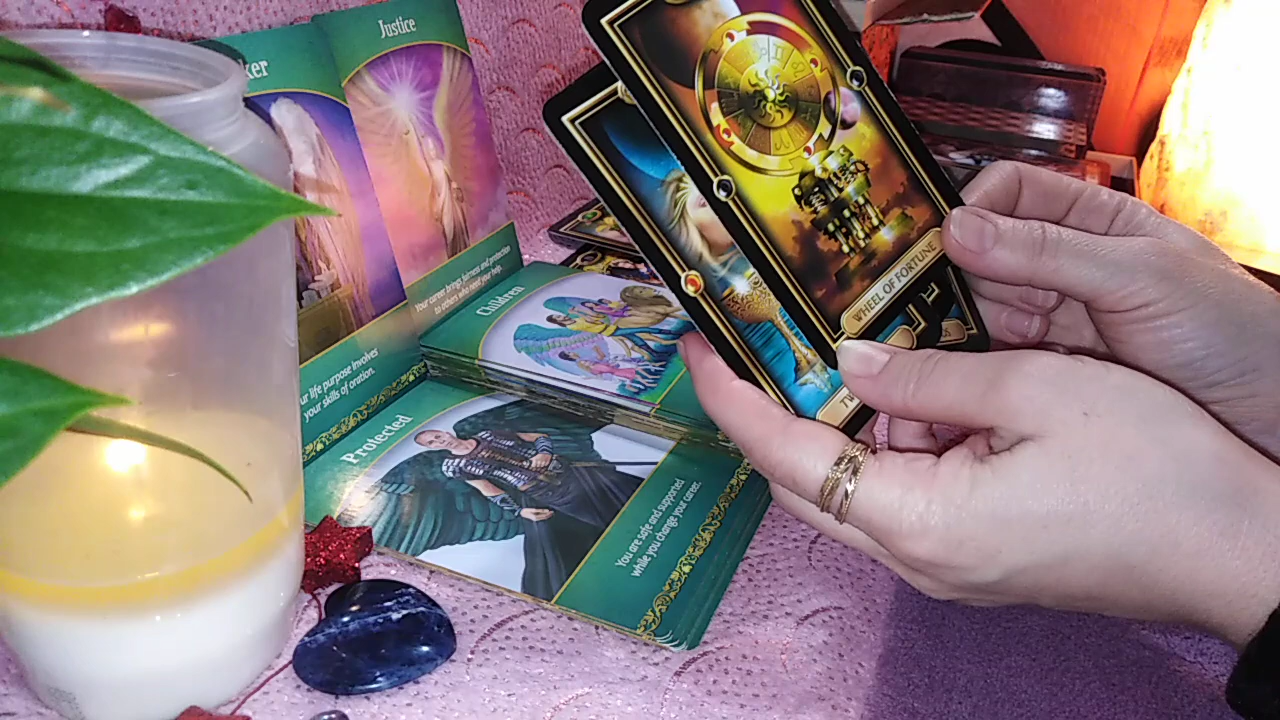 Justice
Your career brings fairness and protection
to others who need your help.
life purpose involves
your skills of oration.
Children
Protected
You are safe and supported
while you change your career.
WHEEL OF FORTUNE